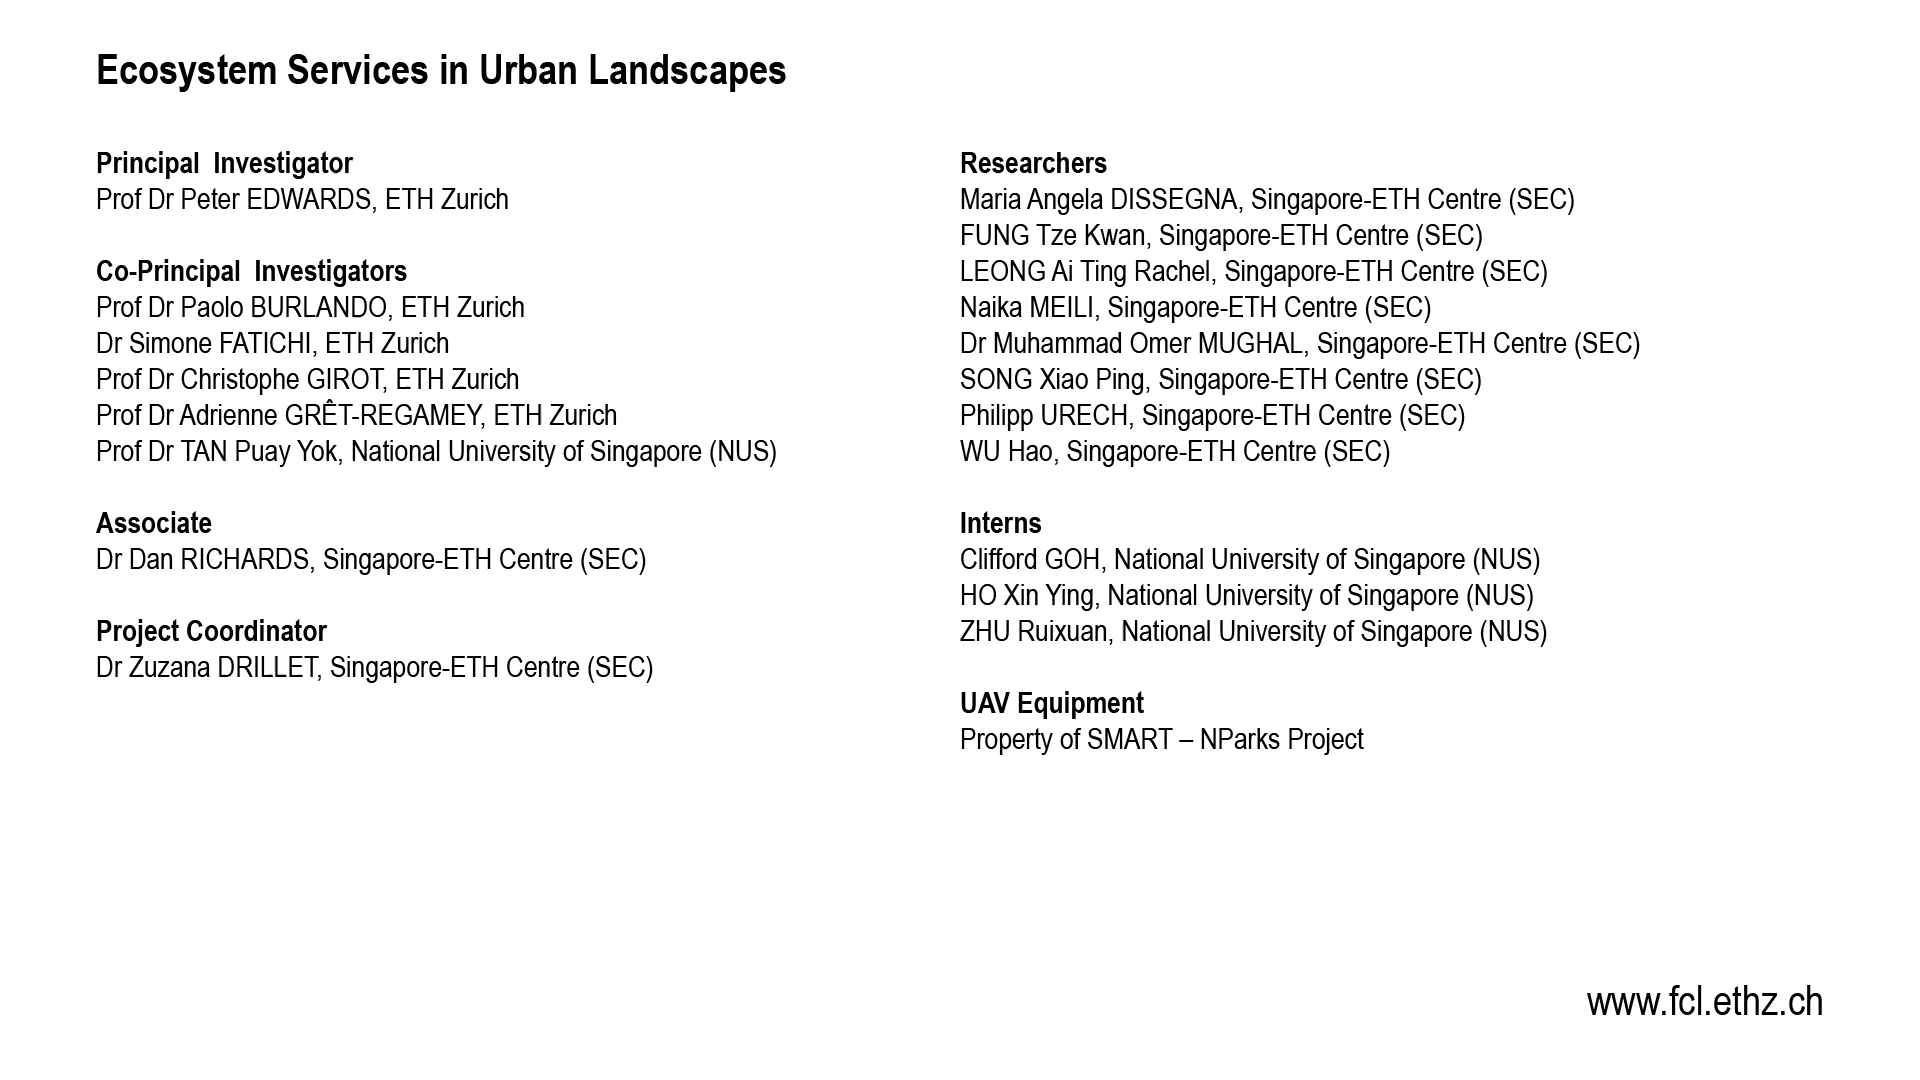 Ecosystem Services in Urban Landscapes
Principal  Investigator
Prof Dr Peter EDWARDS, ETH Zurich
Co-Principal  Investigators
Prof Dr Paolo BURLANDO, ETH Zurich
Dr Simone FATICHI, ETH Zurich
Prof Dr Christophe GIROT, ETH Zurich
Prof Dr Adrienne GRÊT-REGAMEY, ETH Zurich
Prof Dr TAN Puay Yok, National University of Singapore (NUS)
Associate
Dr Dan RICHARDS, Singapore-ETH Centre (SEC)
Project Coordinator
Dr Zuzana DRILLET, Singapore-ETH Centre (SEC)
Researchers
Maria Angela DISSEGNA, Singapore-ETH Centre (SEC)
FUNG Tze Kwan, Singapore-ETH Centre (SEC)
LEONG Ai Ting Rachel, Singapore-ETH Centre (SEC)
Naika MEILI, Singapore-ETH Centre (SEC)
Dr Muhammad Omer MUGHAL, Singapore-ETH Centre (SEC)
SONG Xiao Ping, Singapore-ETH Centre (SEC)
Philipp URECH, Singapore-ETH Centre (SEC)
WU Hao, Singapore-ETH Centre (SEC)
Interns
Clifford GOH, National University of Singapore (NUS)
HO Xin Ying, National University of Singapore (NUS)
ZHU Ruixuan, National University of Singapore (NUS)
UAV Equipment
Property of SMART – NParks Project
www.fcl.ethz.ch